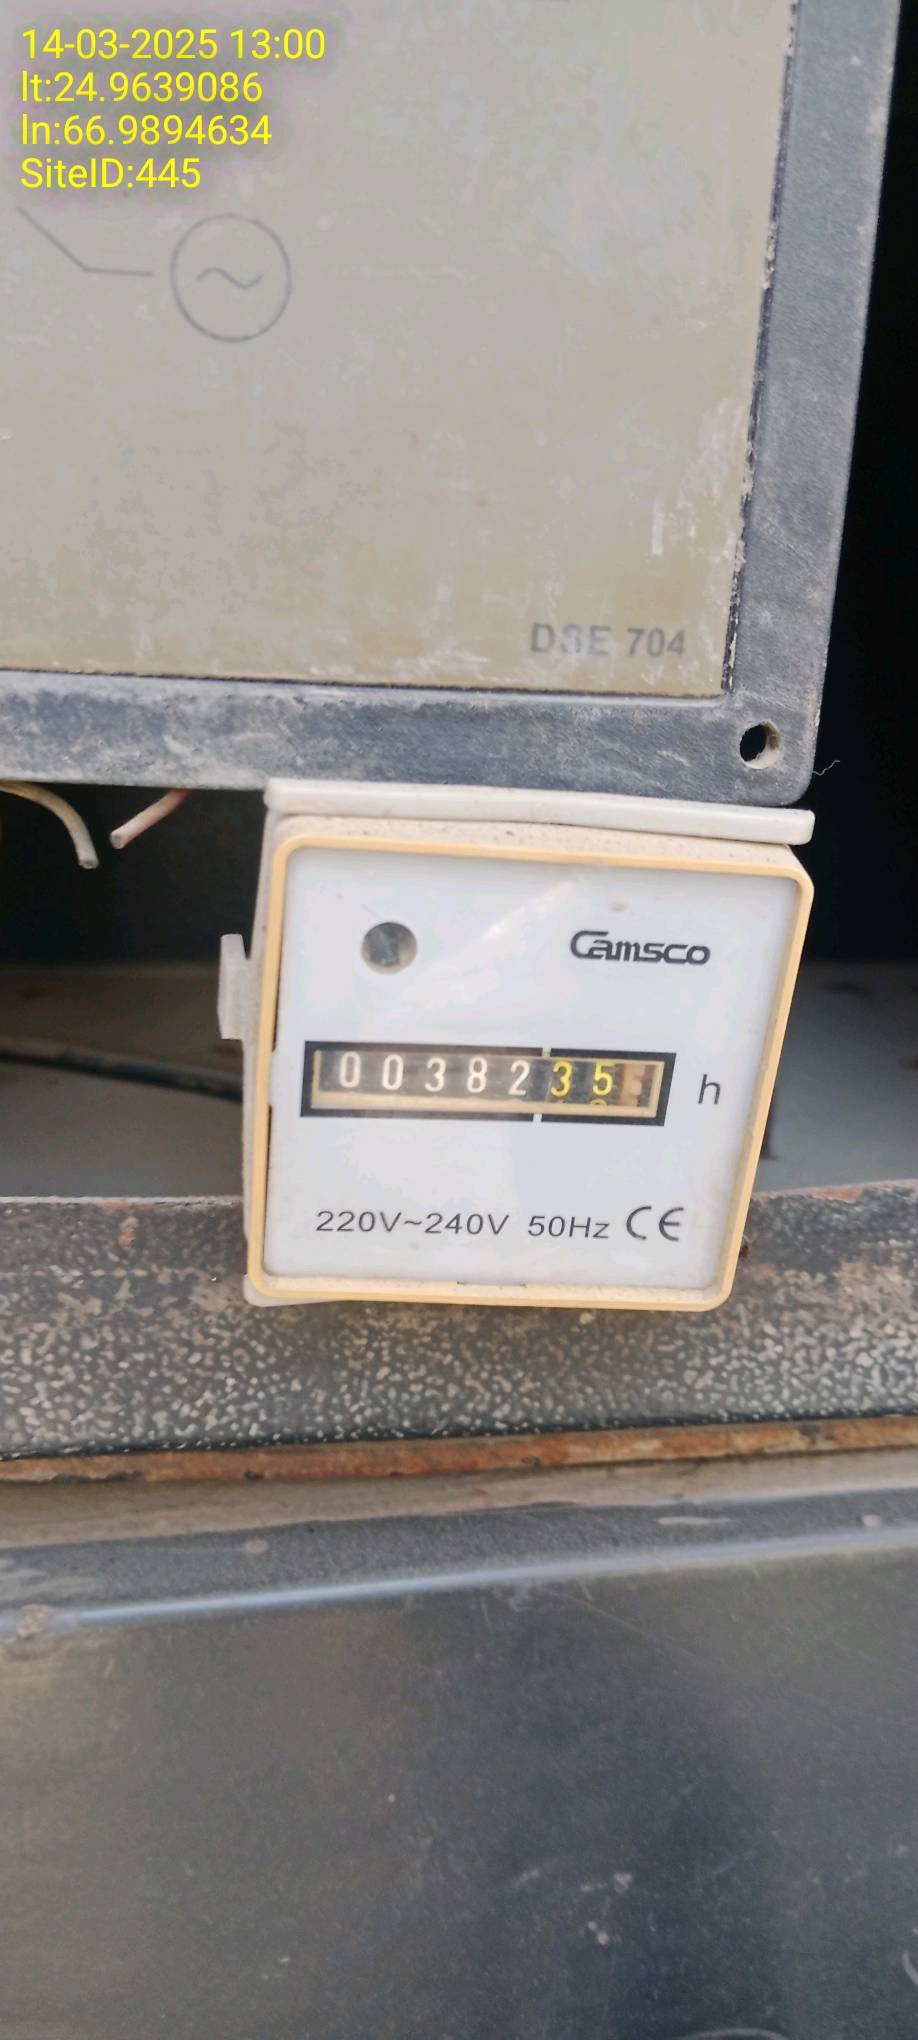 14-03-2025 13:00
lt:24.9639086
ln:66.9894634
SiteID:445
DSE 704
Camsco
0038235 h
220V~240V 50Hz CE